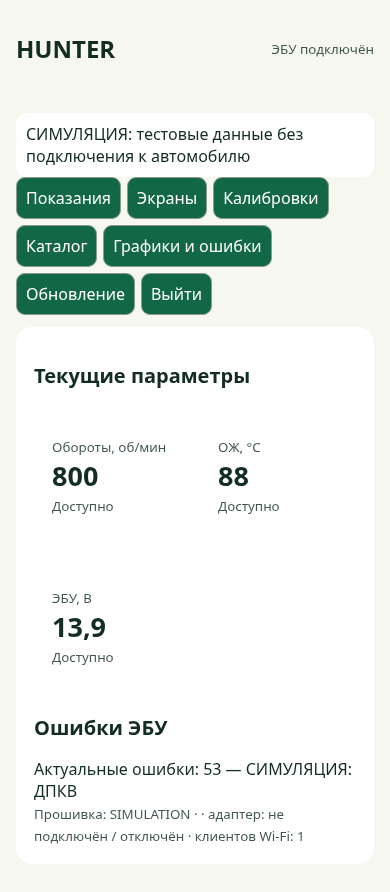 HUNTER
ЭБУ подключён
СИМУЛЯЦИЯ: тестовые данные без
подключения к автомобилю
Показания Экраны Калибровки
Каталог Графики и ошибки
Обновление Выйти
Текущие параметры
Обороты, об/мин ОЖ, °C
800 88
Доступно Доступно
ЭБУ, В
13,9
Доступно
Ошибки ЭБУ
Актуальные ошибки: 53 — СИМУЛЯЦИЯ:
ДПКВ
Прошивка: SIMULATION · · адаптер: не
подключён / отключён · клиентов Wi-Fi: 1